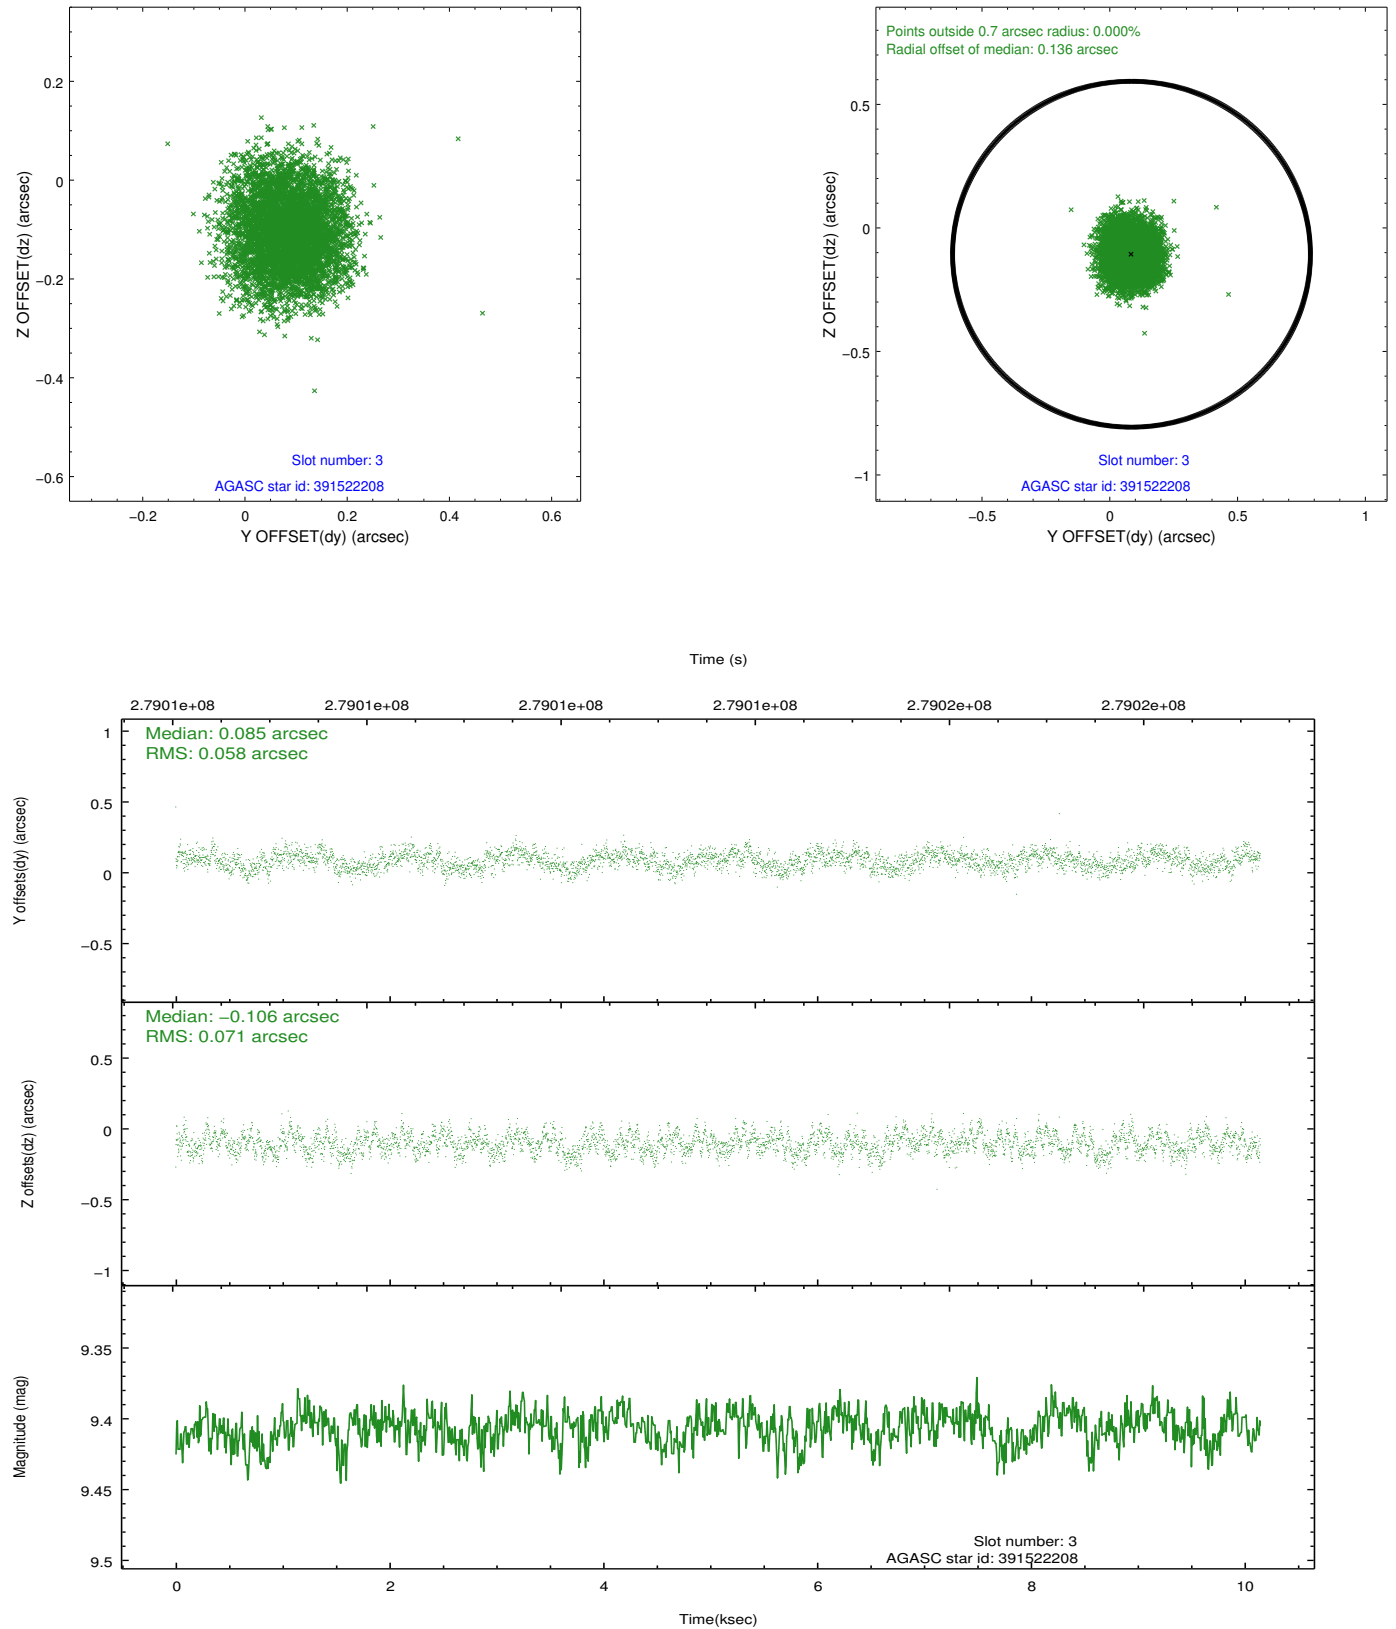 0.2
0
−0.2
−0.4
−0.6
Z OFFSET(dz) (arcsec)
Slot number: 3
AGASC star id: 391522208
−0.2 0 0.2 0.4 0.6
Y OFFSET(dy) (arcsec)
Points outside 0.7 arcsec radius: 0.000%
Radial offset of median: 0.136 arcsec
0.5
0
−0.5
−1
Z OFFSET(dz) (arcsec)
Slot number: 3
AGASC star id: 391522208
−0.5 0 0.5 1
Y OFFSET(dy) (arcsec)
Time (s)
2.7901e+08 2.7901e+08 2.7901e+08 2.7901e+08 2.7902e+08 2.7902e+08
Median: 0.085 arcsec
RMS: 0.058 arcsec
1
0.5
0
−0.5
Y offsets(dy) (arcsec)
Median: −0.106 arcsec
RMS: 0.071 arcsec
0.5
0
−0.5
−1
Z offsets(dz) (arcsec)
9.35
9.4
9.45
9.5
Magnitude (mag)
Slot number: 3
AGASC star id: 391522208
0 2 4 6 8 10
Time(ksec)